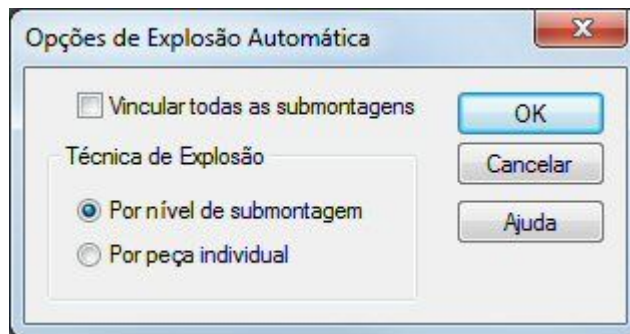 Opções de Explosão Automática
Vincular todas as submontagens
OK
Técnica de Explosão
Cancelar
Por nível de submontagem
Ajuda
Por peça individual